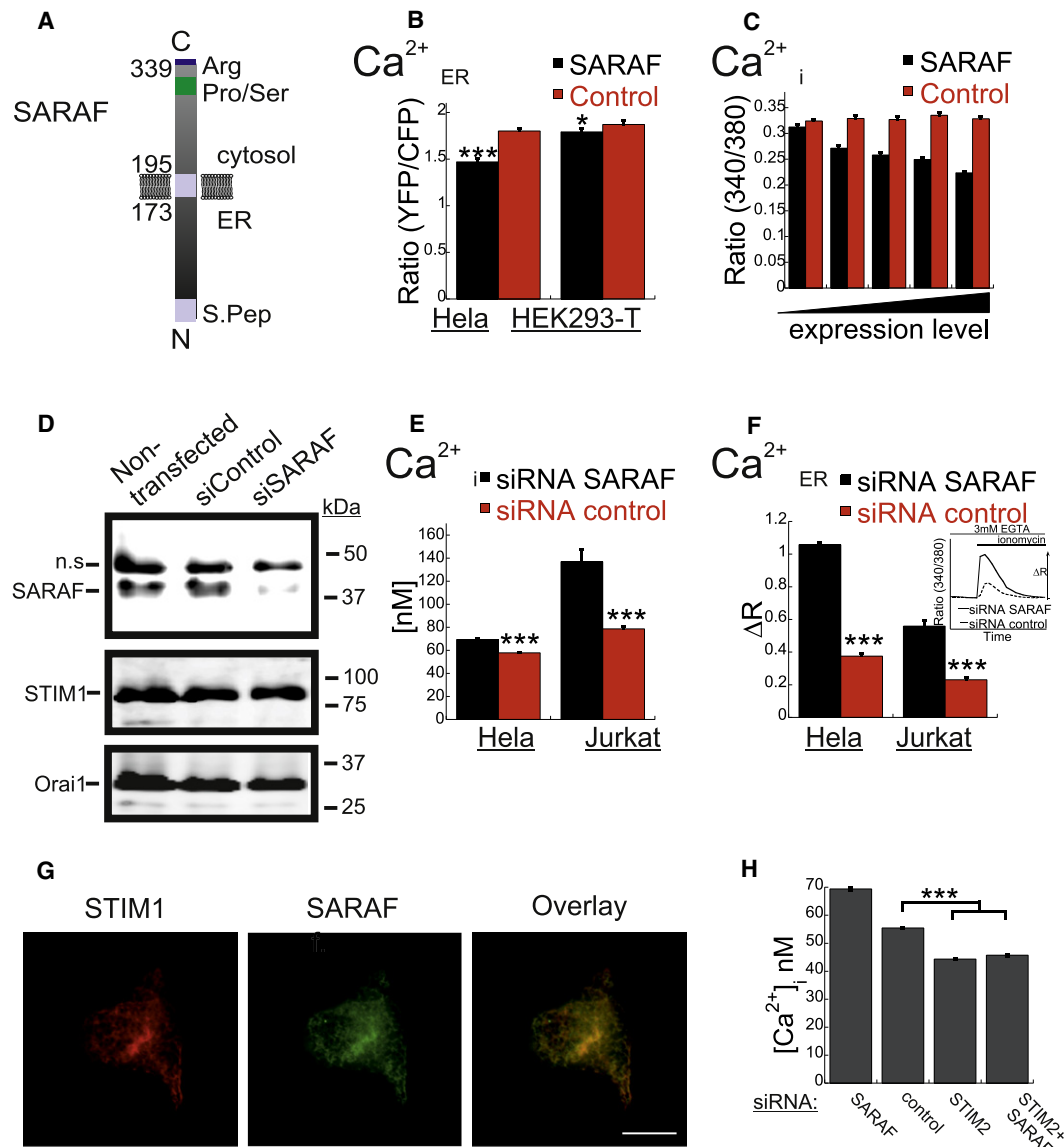 A
C
339
Arg
Pro/Ser
SARAF
cytosol
195
173
ER
S.Pep
N
B
Ca2+
ER
SARAF
Control
Ratio (YFP/CFP)
2
1.5
1
0.5
0
***
*
Hela HEK293-T
C
Ca2+
i
SARAF
Control
Ratio (340/380)
0.35
0.3
0.25
0.2
0.15
0.1
0.05
0
expression level
D
Non-
transfected
siControl
siSARAF
kDa
n.s
50
SARAF
37
STIM1
100
75
Orai1
37
25
E
Ca2+
i
siRNA SARAF
siRNA control
[nM]
160
140
120
100
80
60
40
20
0
***
***
Hela Jurkat
F
Ca2+
ER
siRNA SARAF
siRNA control
ΔR
1.2
1
0.8
0.6
0.4
0.2
0
***
***
Hela Jurkat
3mM EGTA
ionomycin
Ratio (340/380)
ΔR
siRNA SARAF
siRNA control
Time
G
STIM1 SARAF Overlay
f.
H
[Ca2+]i nM
70
60
50
40
30
20
10
0
***
siRNA:
SARAF
control
STIM2
STIM2+
SARAF